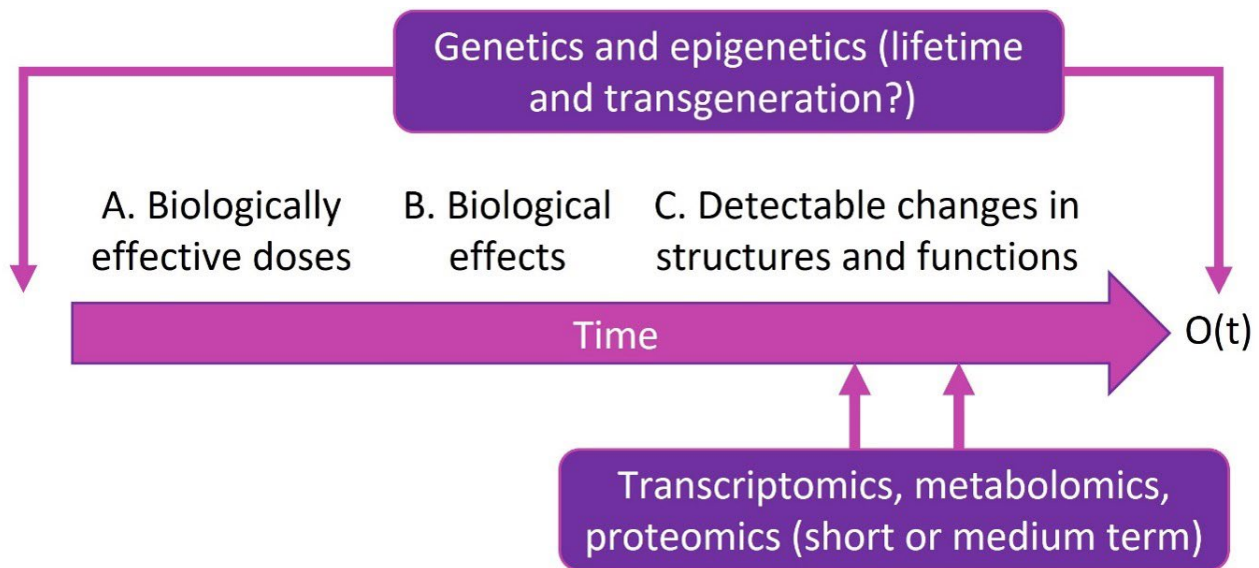 Genetics and epigenetics (lifetime
and transgeneration?)
A. Biologically
effective doses
B. Biological
effects
C. Detectable changes in
structures and functions
Time
O(t)
Transcriptomics, metabolomics,
proteomics (short or medium term)